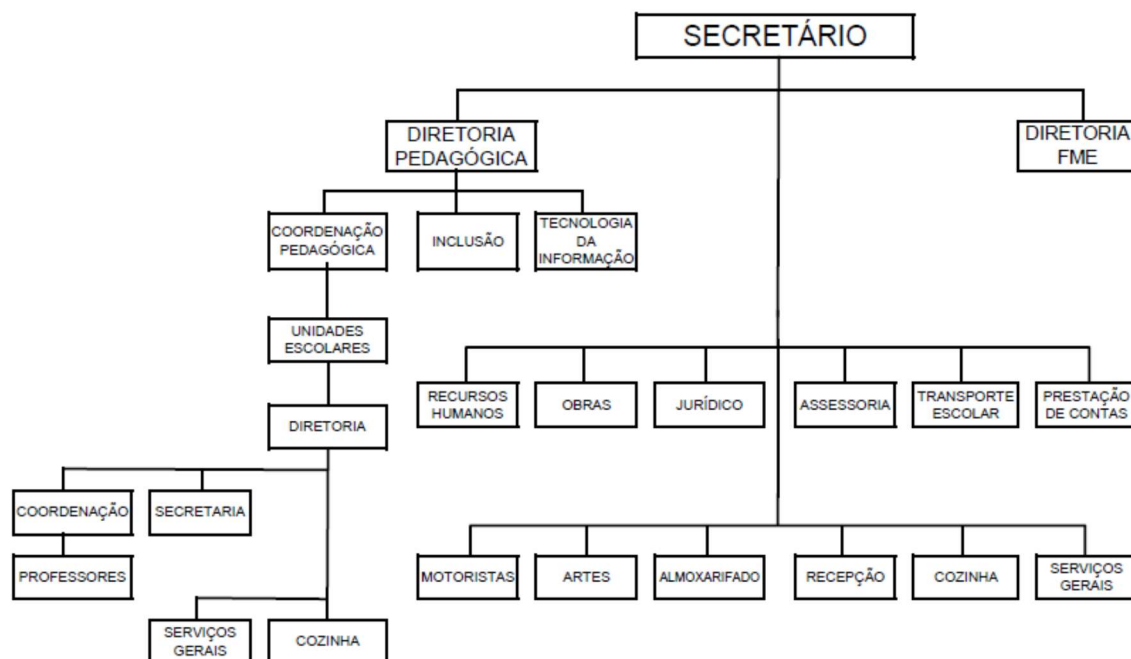 SECRETÁRIO
DIRETORIA
PEDAGÓGICA
DIRETORIA
FME
COORDENAÇÃO
PEDAGÓGICA
INCLUSÃO
TECNOLOGIA
DA
INFORMAÇÃO
UNIDADES
ESCOLARES
RECURSOS
HUMANOS
OBRAS
JURÍDICO
ASSESSORIA
TRANSPORTE
ESCOLAR
PRESTAÇÃO
DE CONTAS
DIRETORIA
COORDENAÇÃO
SECRETARIA
PROFESSORES
MOTORISTAS
ARTES
ALMOXARIFADO
RECEPÇÃO
COZINHA
SERVIÇOS
GERAIS
SERVIÇOS
GERAIS
COZINHA